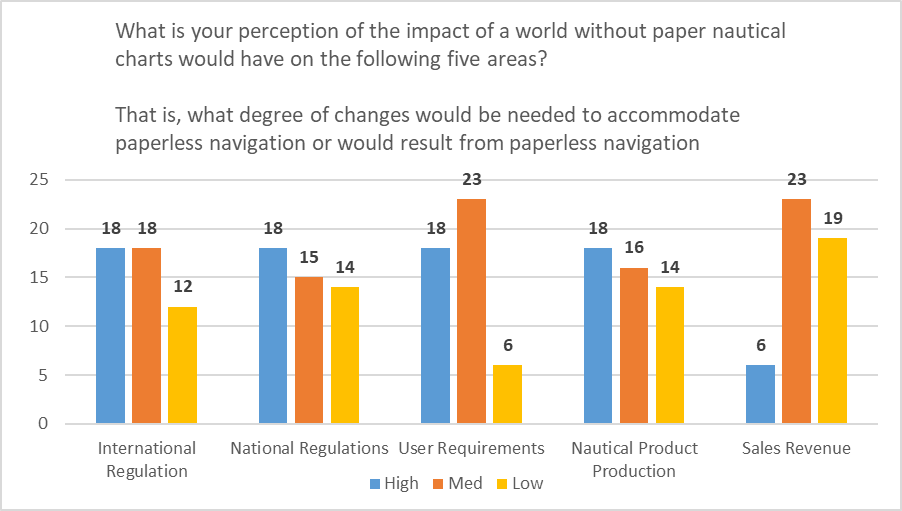 What is your perception of the impact of a world without paper nautical
charts would have on the following five areas?
That is, what degree of changes would be needed to accommodate
paperless navigation or would result from paperless navigation
25
20
15
10
5
0
18 18 12
18 15 14
18 23 6
18 16 14
6 23 19
International
Regulation
National Regulations
User Requirements
Nautical Product
Production
Sales Revenue
High Med Low